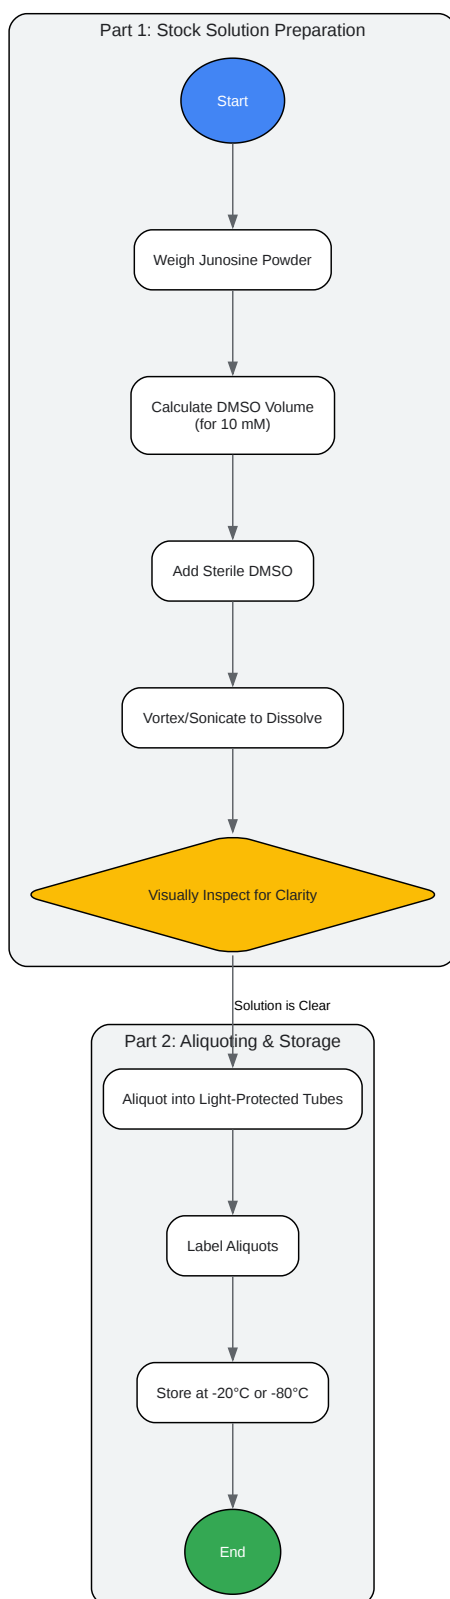 Part 1: Stock Solution Preparation
Start
Weigh Junosine Powder
Calculate DMSO Volume
(for 10 mM)
Add Sterile DMSO
Vortex/Sonicate to Dissolve
Visually Inspect for Clarity
Solution is Clear
Part 2: Aliquoting & Storage
Aliquot into Light-Protected Tubes
Label Aliquots
Store at -20°C or -80°C
End